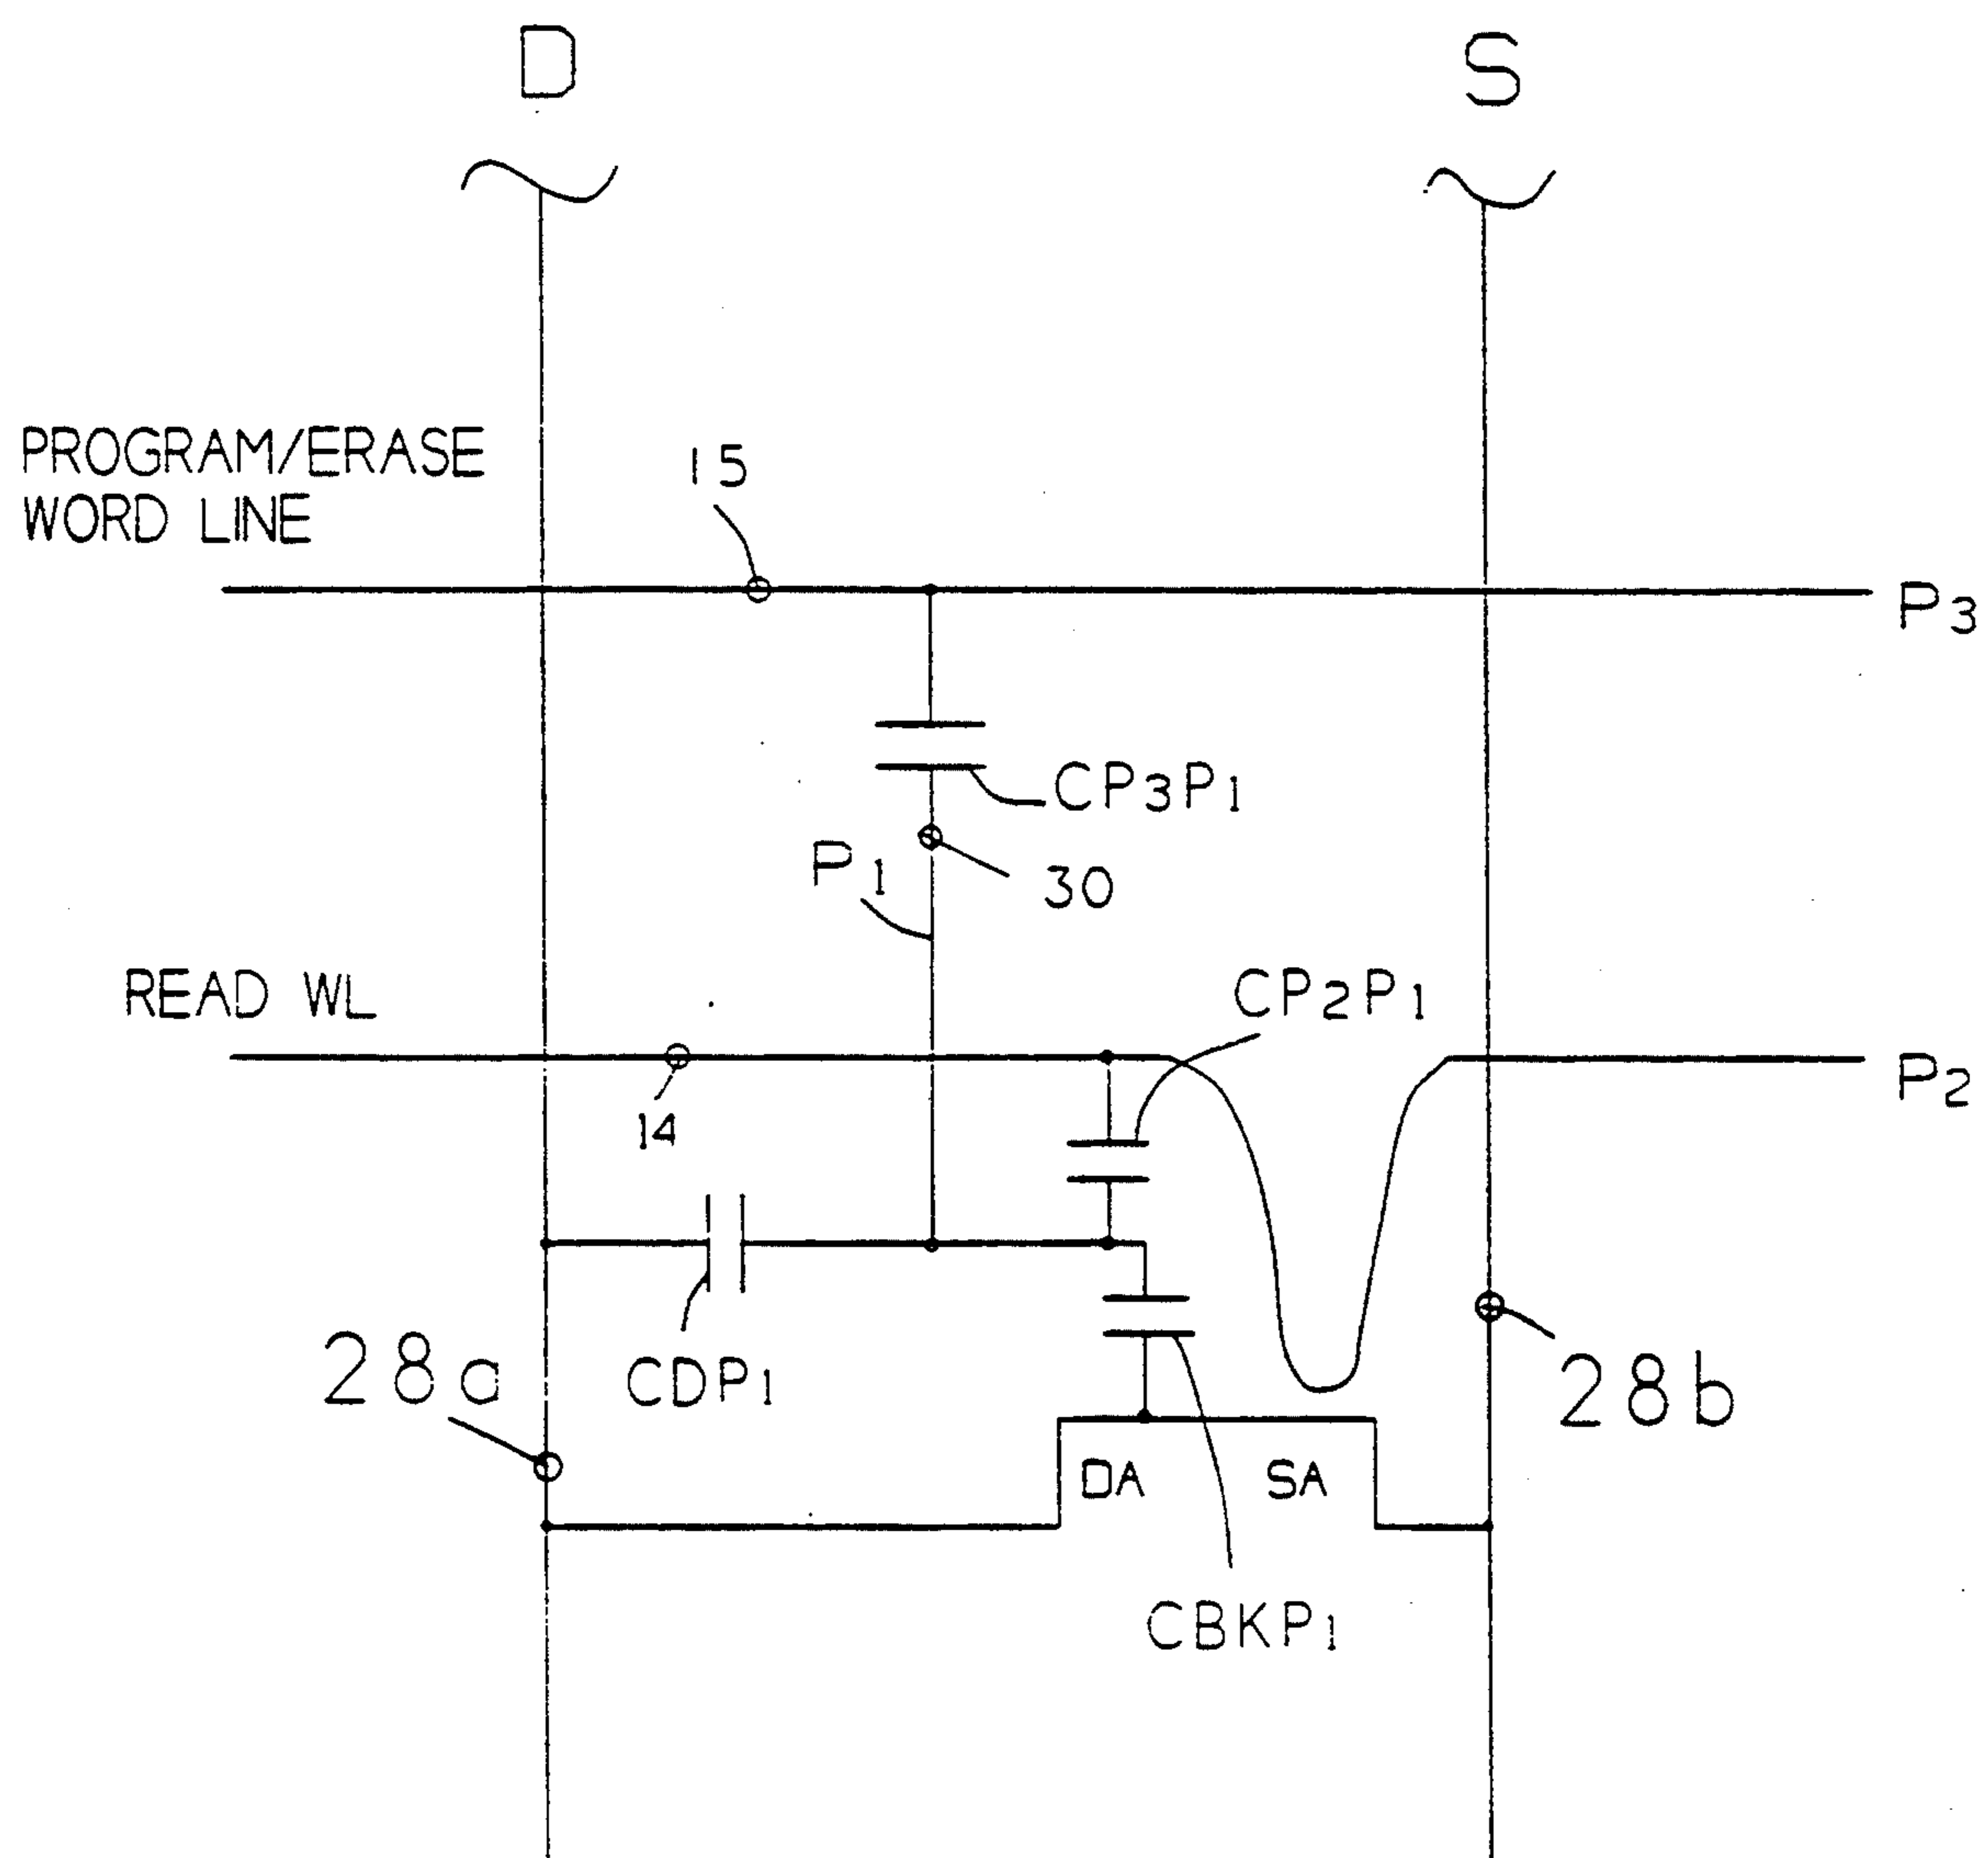 D
S
PROGRAM/ERASE
WORD LINE
15
P3
CP3P1
P1
30
READ WL
CP2P1
P2
14
28a
CDP1
28b
DA
SA
CBKP1